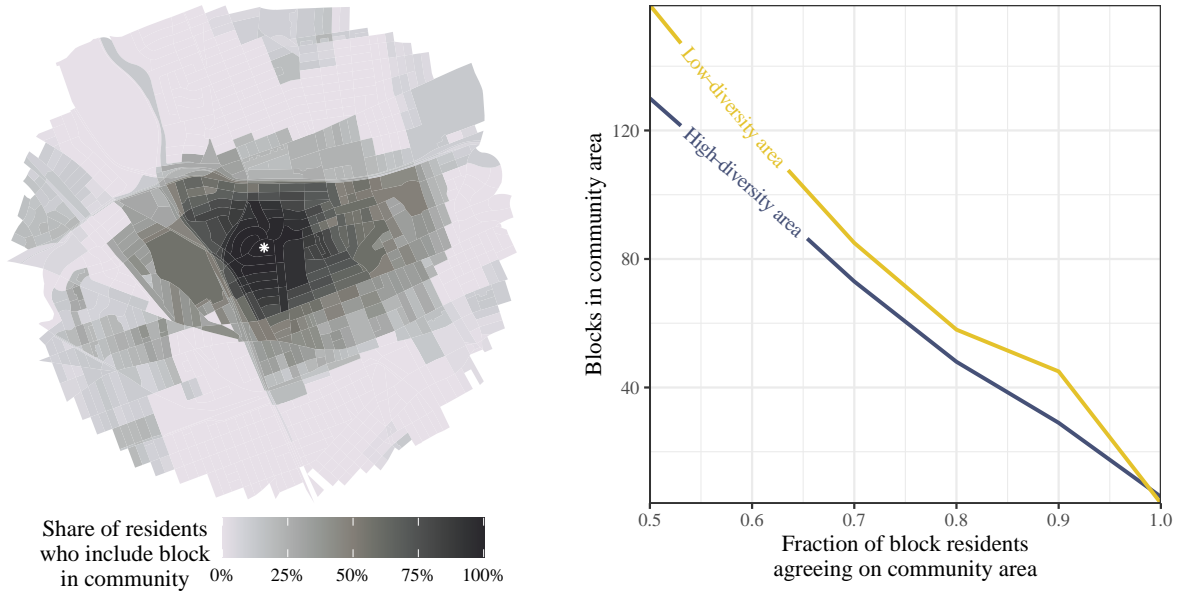 Share of residents
who include block
in community
0% 25% 50% 75% 100%
Blocks in community area
120
80
40
Low-diversity area
High-diversity area
0.5 0.6 0.7 0.8 0.9 1.0
Fraction of block residents
agreeing on community area